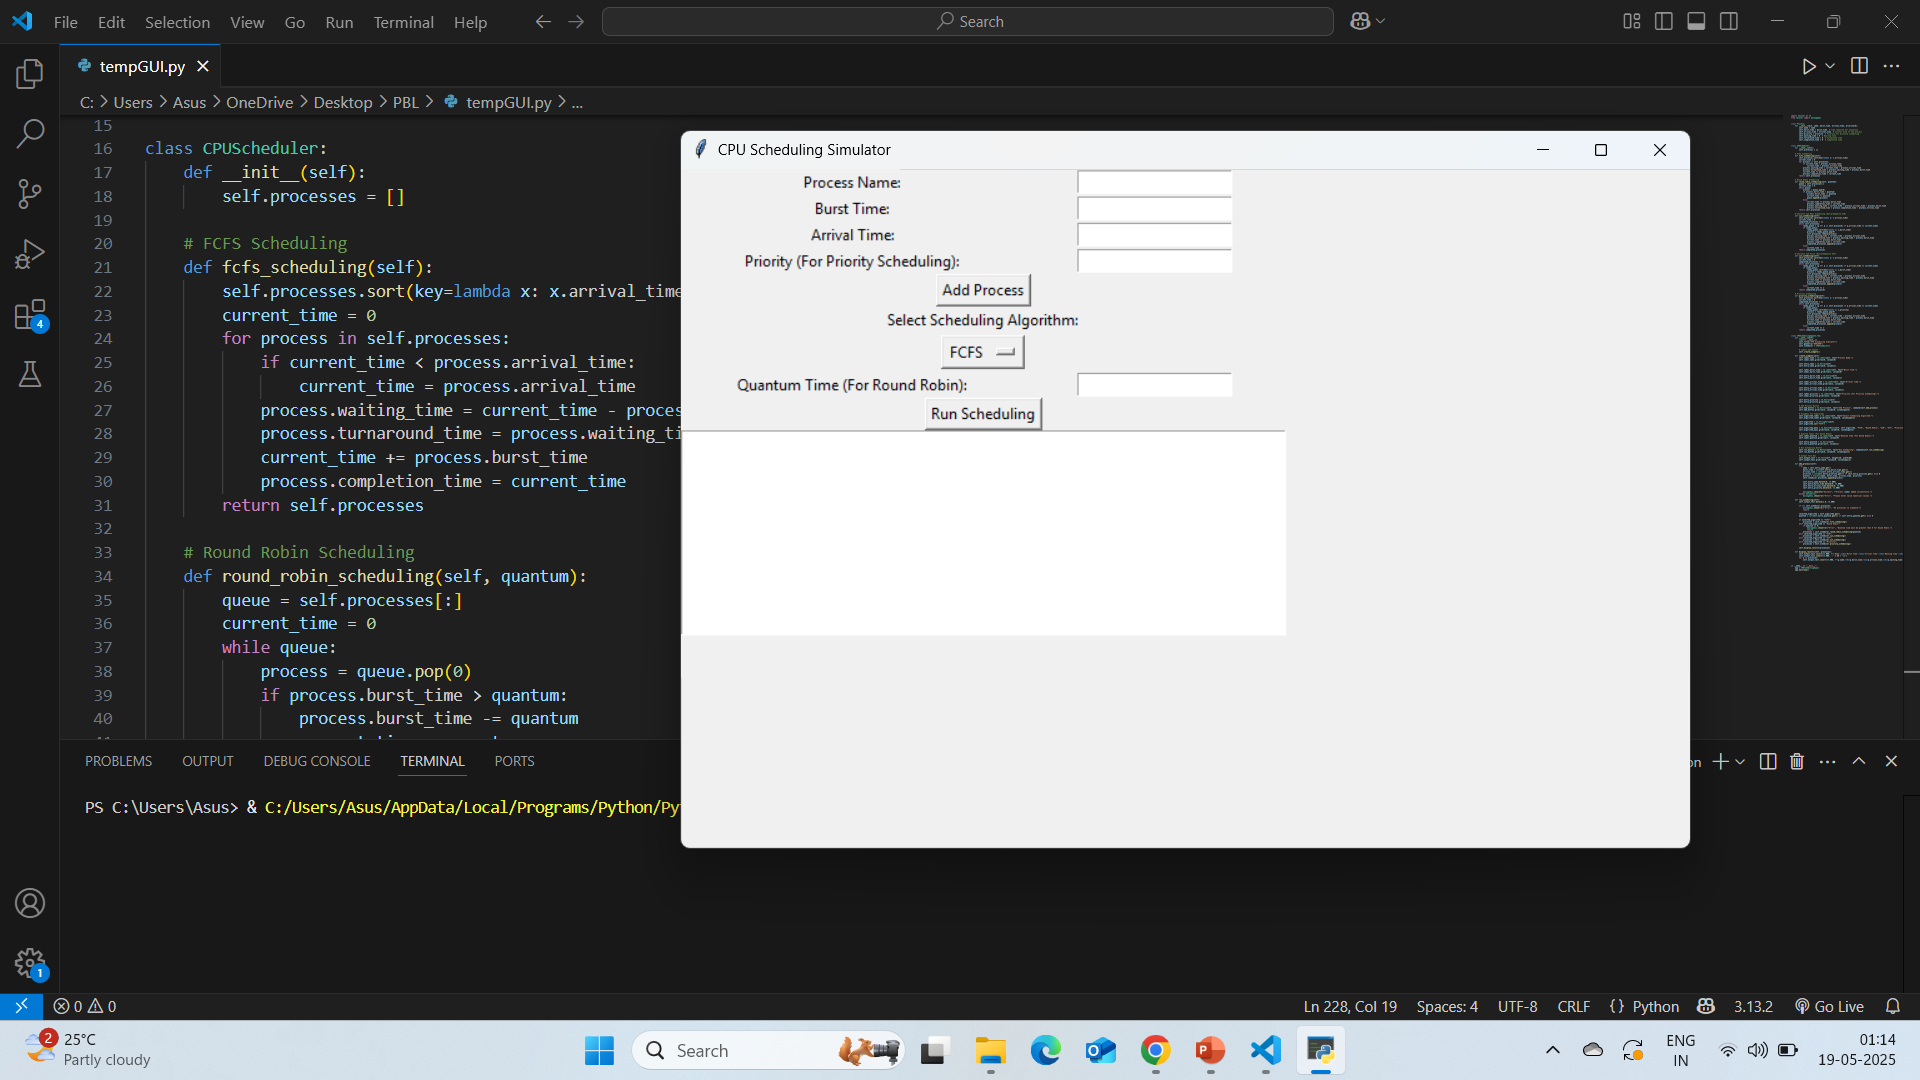 File Edit Selection View Go Run Terminal Help
Search
tempGUI.py
C: > Users > Asus > OneDrive > Desktop > PBL > tempGUI.py > ...
15
16 class CPUScheduler:
17 def __init__(self):
18 self.processes = []
19
20 # FCFS Scheduling
21 def fcfs_scheduling(self):
22 self.processes.sort(key=lambda x: x.arrival_time
23 current_time = 0
24 for process in self.processes:
25 if current_time < process.arrival_time:
26 current_time = process.arrival_time
27 process.waiting_time = current_time - proces
28 process.turnaround_time = process.waiting_ti
29 current_time += process.burst_time
30 process.completion_time = current_time
31 return self.processes
32
33 # Round Robin Scheduling
34 def round_robin_scheduling(self, quantum):
35 queue = self.processes[:]
36 current_time = 0
37 while queue:
38 process = queue.pop(0)
39 if process.burst_time > quantum:
40 process.burst_time -= quantum
CPU Scheduling Simulator
Process Name:
Burst Time:
Arrival Time:
Priority (For Priority Scheduling):
Add Process
Select Scheduling Algorithm:
FCFS
Quantum Time (For Round Robin):
Run Scheduling
4
PROBLEMS OUTPUT DEBUG CONSOLE TERMINAL PORTS
on
PS C:\Users\Asus> & C:/Users/Asus/AppData/Local/Programs/Python/Py
1
0 0 Ln 228, Col 19 Spaces: 4 UTF-8 CRLF {} Python 3.13.2 Go Live
2
25°C
Partly cloudy
Search
ENG
IN
01:14
19-05-2025